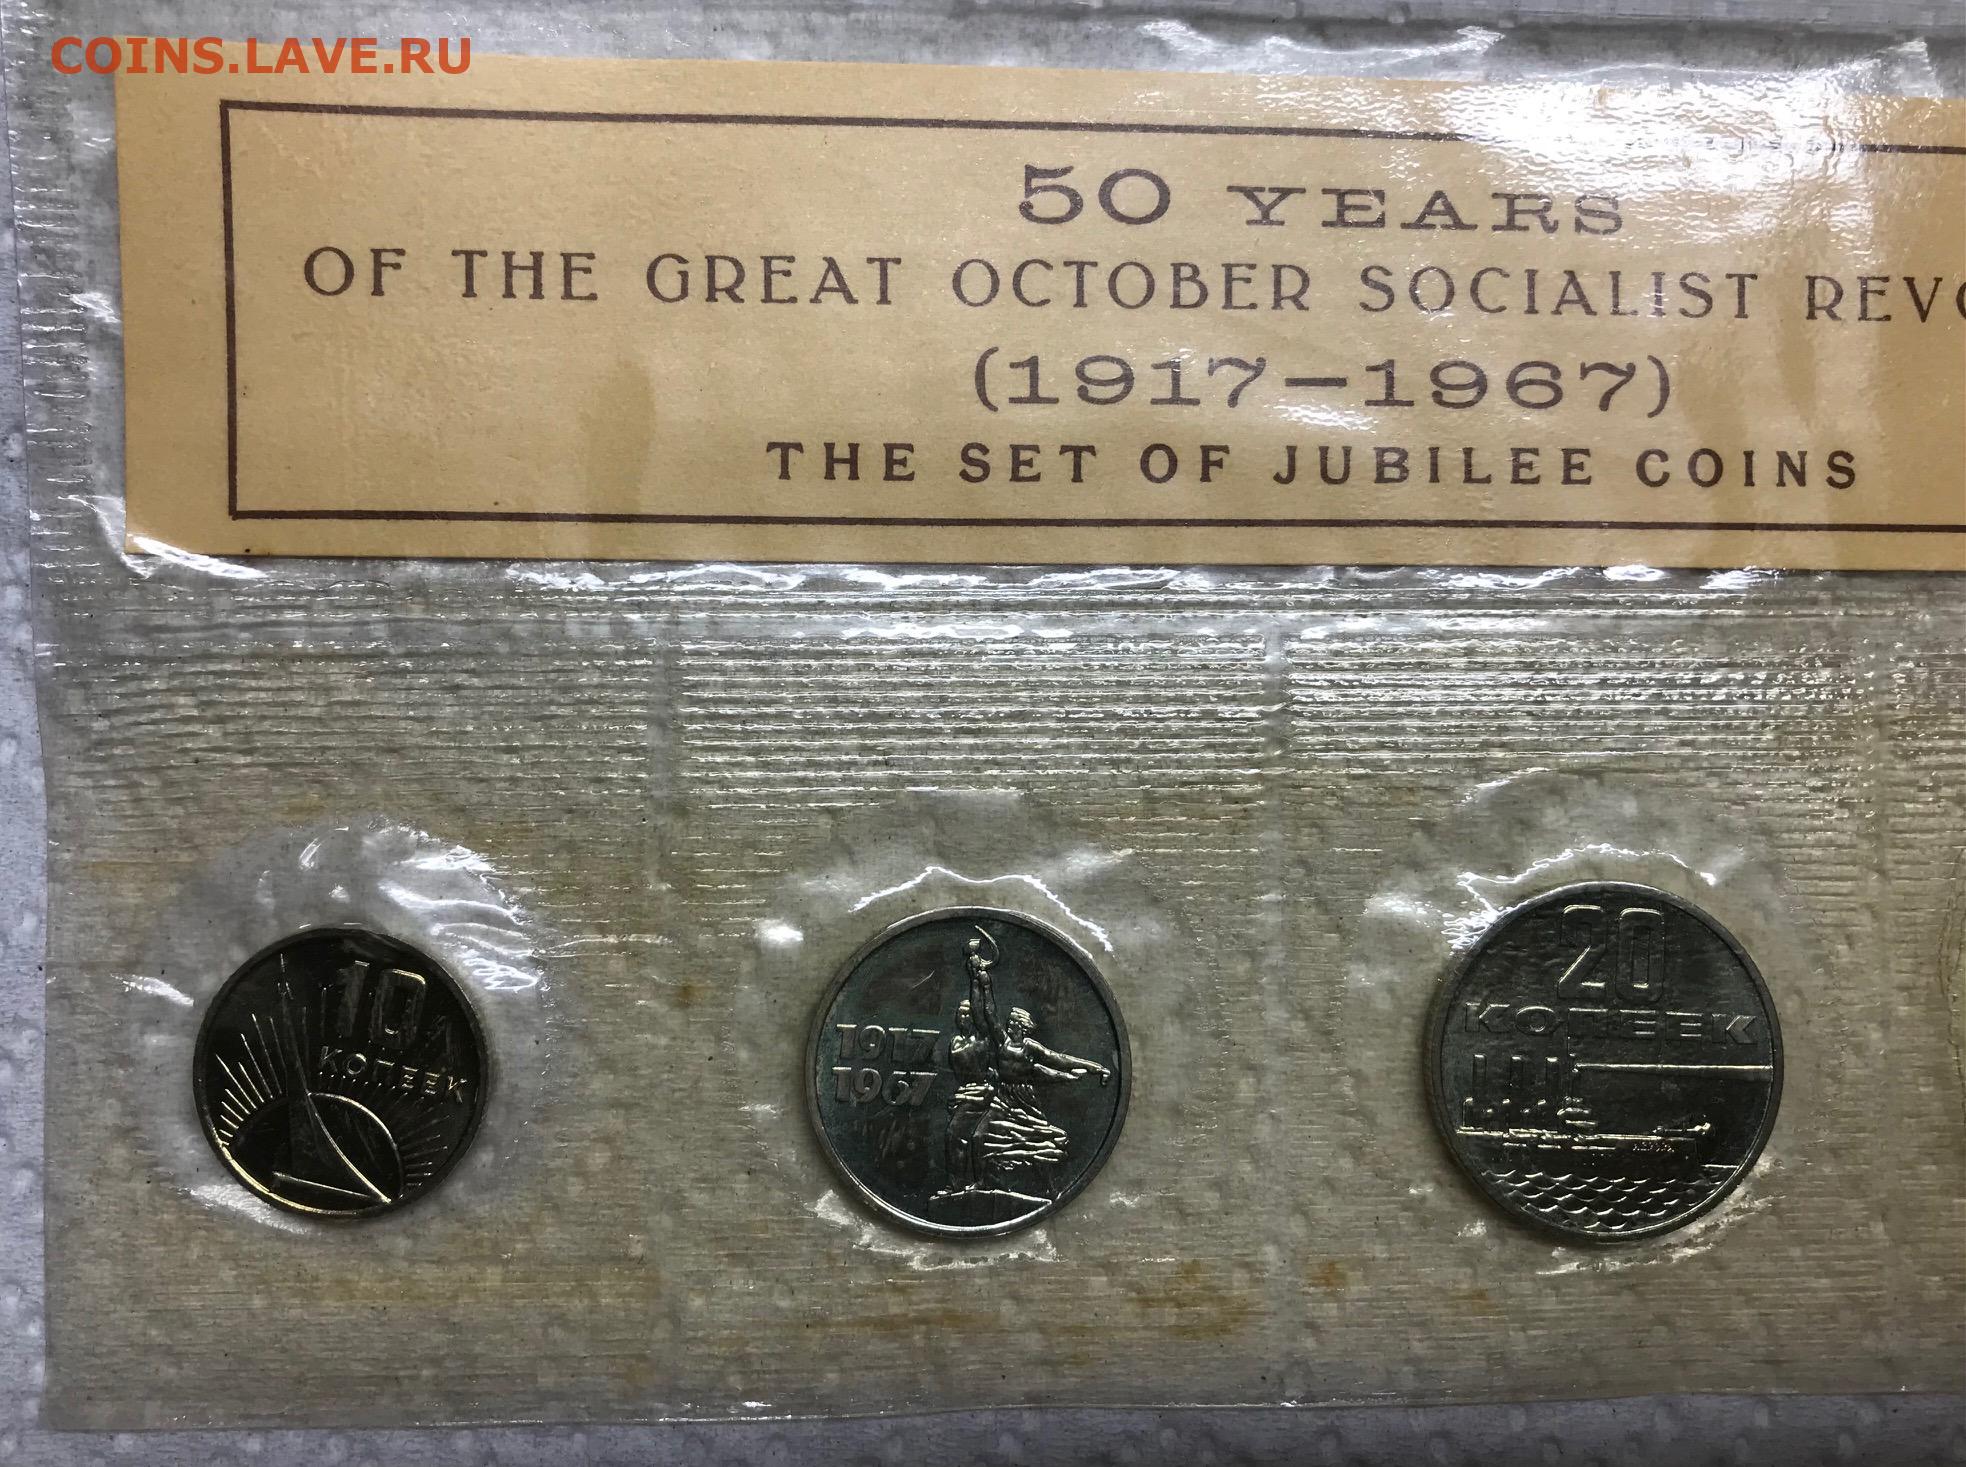 COINS.LAVE.RU
50 YEARS
OF THE GREAT OCTOBER SOCIALIST REVO
(1917—1967)
THE SET OF JUBILEE COINS
10
КОПЕЕК
1917
1967
20
КОПЕЕК